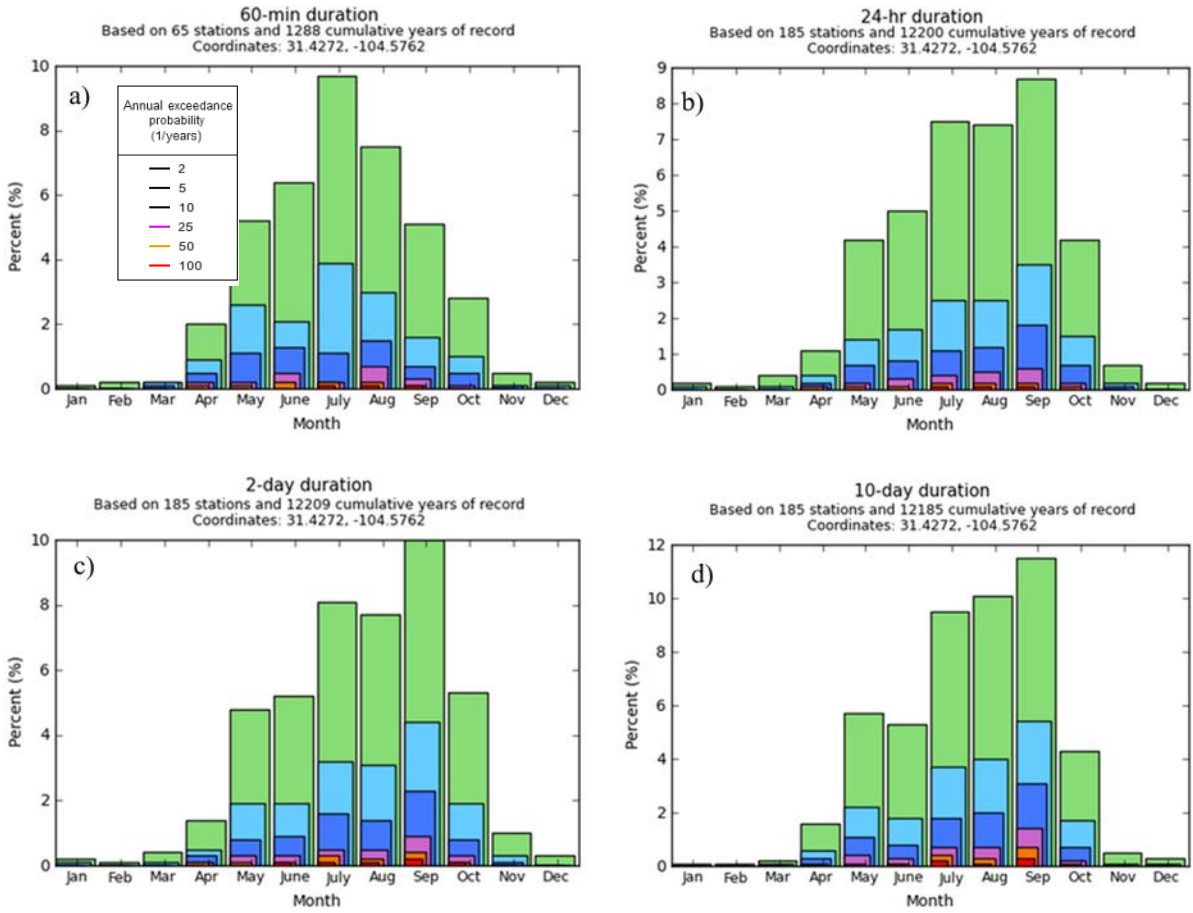 60-min duration
Based on 65 stations and 1288 cumulative years of record
Coordinates: 31.4272, -104.5762
a)
Annual exceedance
probability
(1/years)
2
5
10
25
50
100
10
8
6
4
2
0
Percent (%)
Jan Feb Mar Apr May June July Aug Sep Oct Nov Dec
Month
24-hr duration
Based on 185 stations and 12200 cumulative years of record
Coordinates: 31.4272, -104.5762
b)
9
8
7
6
5
4
3
2
1
0
Percent (%)
Jan Feb Mar Apr May June July Aug Sep Oct Nov Dec
Month
2-day duration
Based on 185 stations and 12209 cumulative years of record
Coordinates: 31.4272, -104.5762
c)
10
8
6
4
2
0
Percent (%)
Jan Feb Mar Apr May June July Aug Sep Oct Nov Dec
Month
10-day duration
Based on 185 stations and 12185 cumulative years of record
Coordinates: 31.4272, -104.5762
d)
12
10
8
6
4
2
0
Percent (%)
Jan Feb Mar Apr May June July Aug Sep Oct Nov Dec
Month